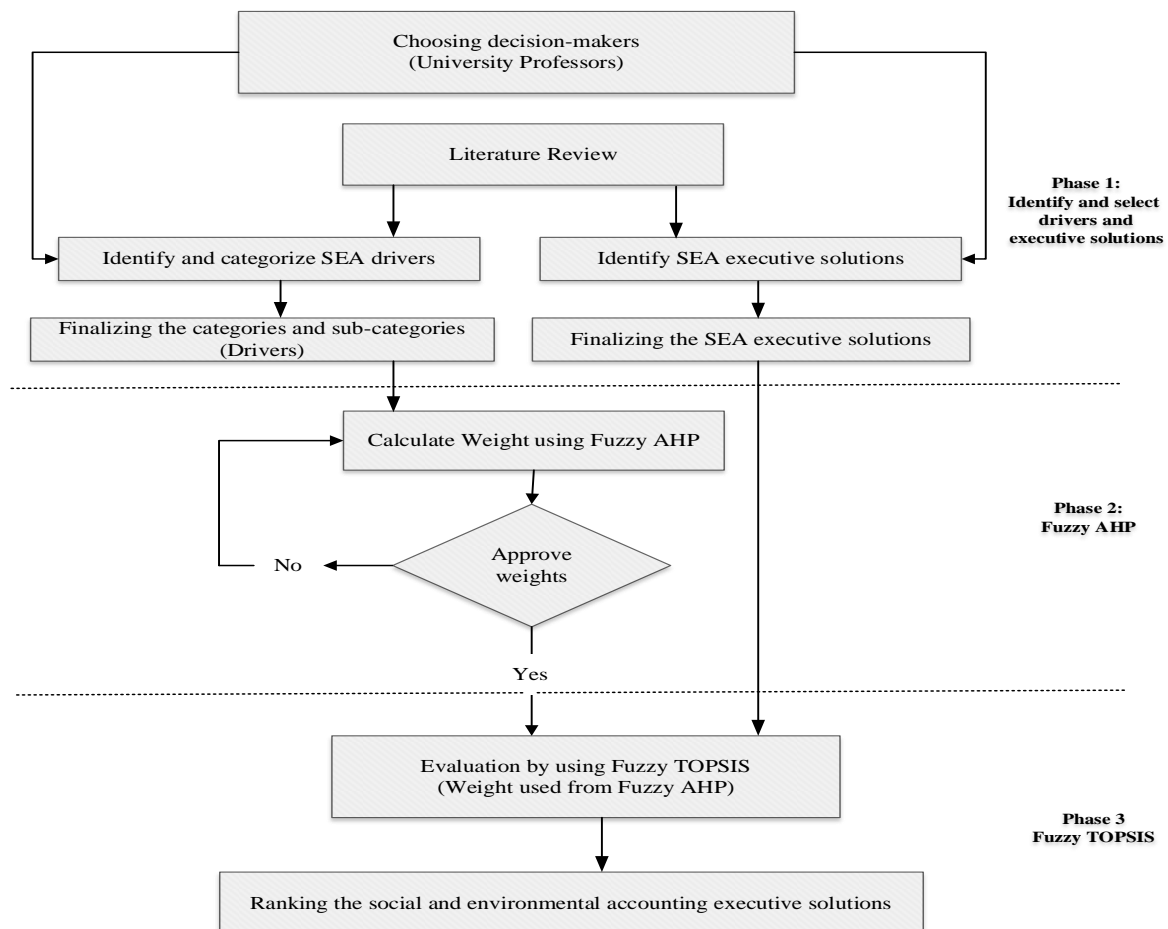 Choosing decision-makers
(University Professors)
Literature Review
Phase 1:
Identify and select
drivers and
executive solutions
Identify and categorize SEA drivers
Identify SEA executive solutions
Finalizing the categories and sub-categories
(Drivers)
Finalizing the SEA executive solutions
Calculate Weight using Fuzzy AHP
Phase 2:
Fuzzy AHP
Approve
weights
No
Yes
Evaluation by using Fuzzy TOPSIS
(Weight used from Fuzzy AHP)
Phase 3
Fuzzy TOPSIS
Ranking the social and environmental accounting executive solutions